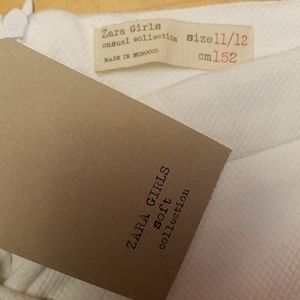 Zara Girls
casual collection
MADE IN MOROCCO
size 11/12
cm 152
ZARA GIRLS
soft
collection